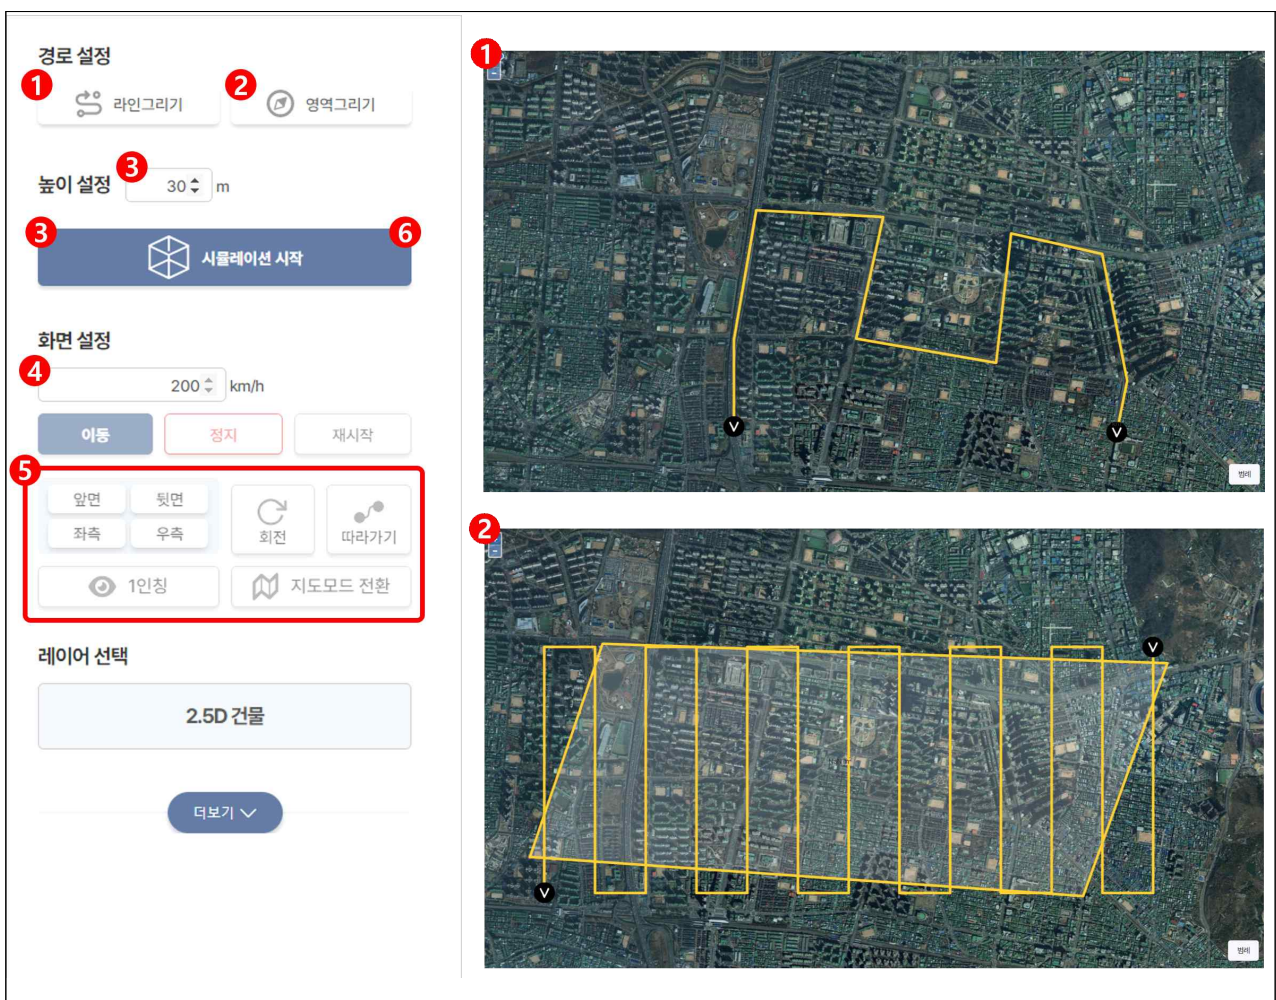 경로 설정
1 라인그리기 2 영역그리기
높이 설정 3 30 m
3 시뮬레이션 시작 6
화면 설정
4 200 km/h
이동 정지 재시작
5
앞면 뒷면
좌측 우측
회전 따라가기
1인칭 지도모드 전환
레이어 선택
2.5D 건물
더보기
1
-
V V
범례
2
-
V
V
범례